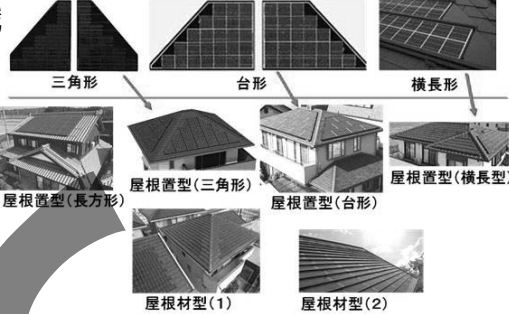 三角形
台形
横長形
屋根置型(長方形)
屋根置型(三角形)
屋根置型(台形)
屋根置型(横長型)
屋根材型(1)
屋根材型(2)